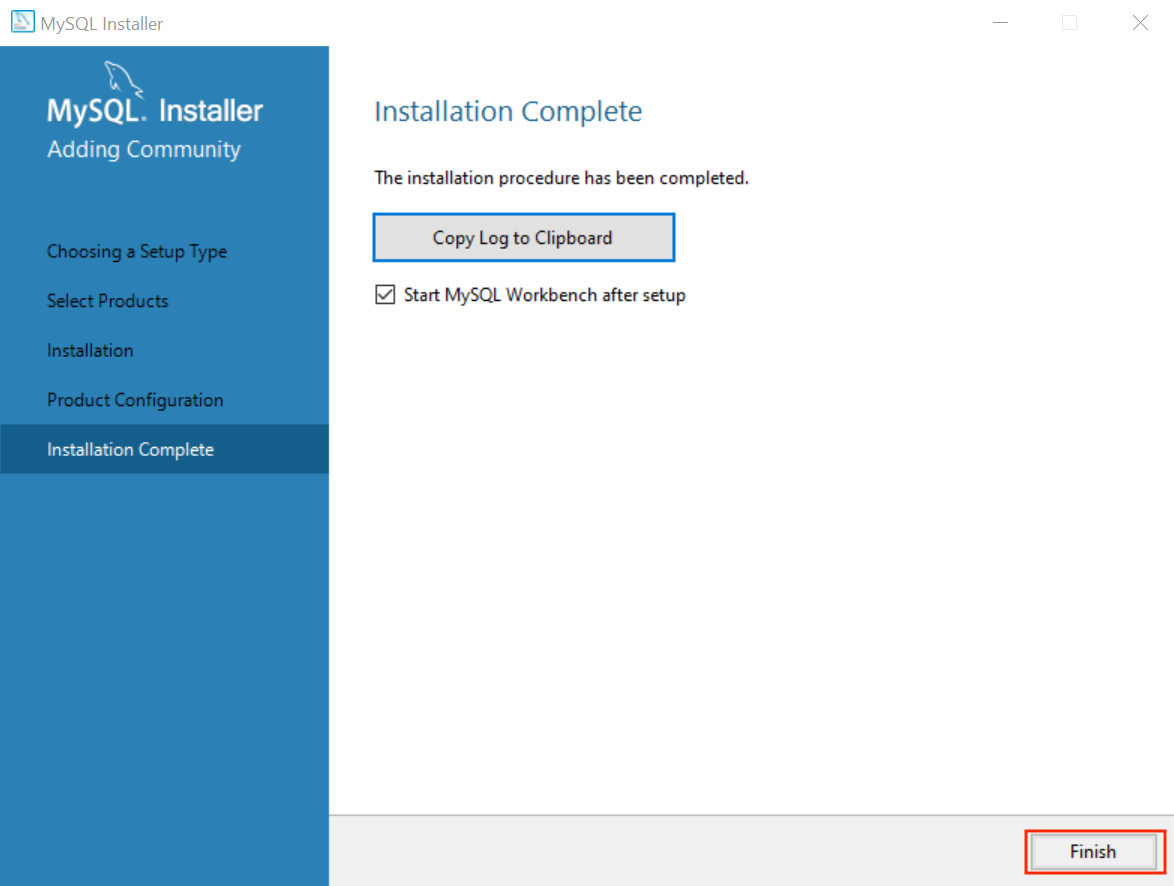 MySQL Installer
MySQL. Installer
Adding Community
Choosing a Setup Type
Select Products
Installation
Product Configuration
Installation Complete
Installation Complete
The installation procedure has been completed.
Copy Log to Clipboard
Start MySQL Workbench after setup
Finish